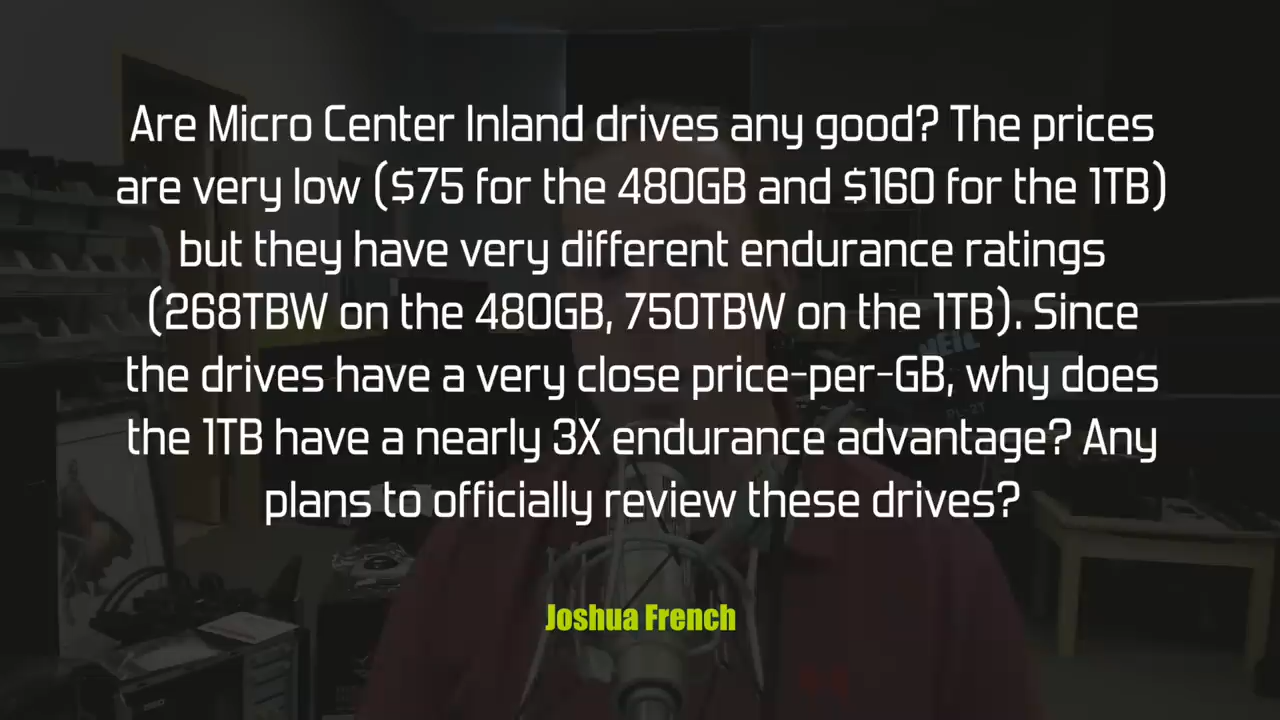 Are Micro Center Inland drives any good? The prices
are very low ($75 for the 480GB and $160 for the 1TB)
but they have very different endurance ratings
(268TBW on the 480GB, 750TBW on the 1TB). Since
the drives have a very close price-per-GB, why does
the 1TB have a nearly 3X endurance advantage? Any
plans to officially review these drives?
HEIL
PL-2T
Joshua French